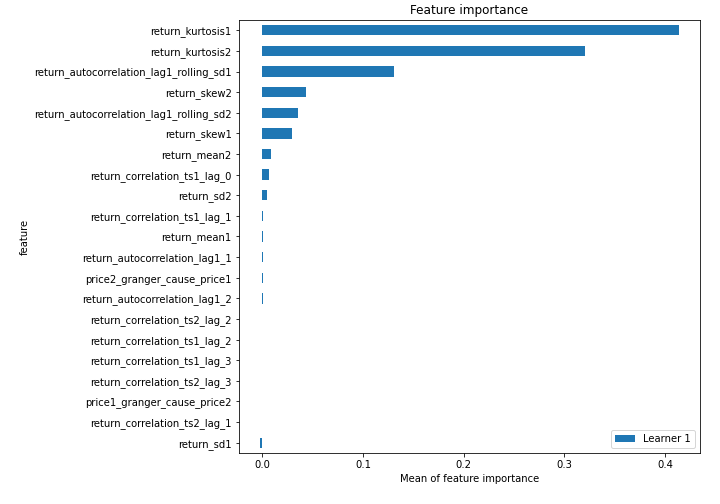 Feature importance
return_kurtosis1
return_kurtosis2
return_autocorrelation_lag1_rolling_sd1
return_skew2
return_autocorrelation_lag1_rolling_sd2
return_skew1
return_mean2
return_correlation_ts1_lag_0
return_sd2
return_correlation_ts1_lag_1
return_mean1
return_autocorrelation_lag1_1
price2_granger_cause_price1
return_autocorrelation_lag1_2
return_correlation_ts2_lag_2
return_correlation_ts1_lag_2
return_correlation_ts1_lag_3
return_correlation_ts2_lag_3
price1_granger_cause_price2
return_correlation_ts2_lag_1
return_sd1
feature
Learner 1
0.0 0.1 0.2 0.3 0.4
Mean of feature importance